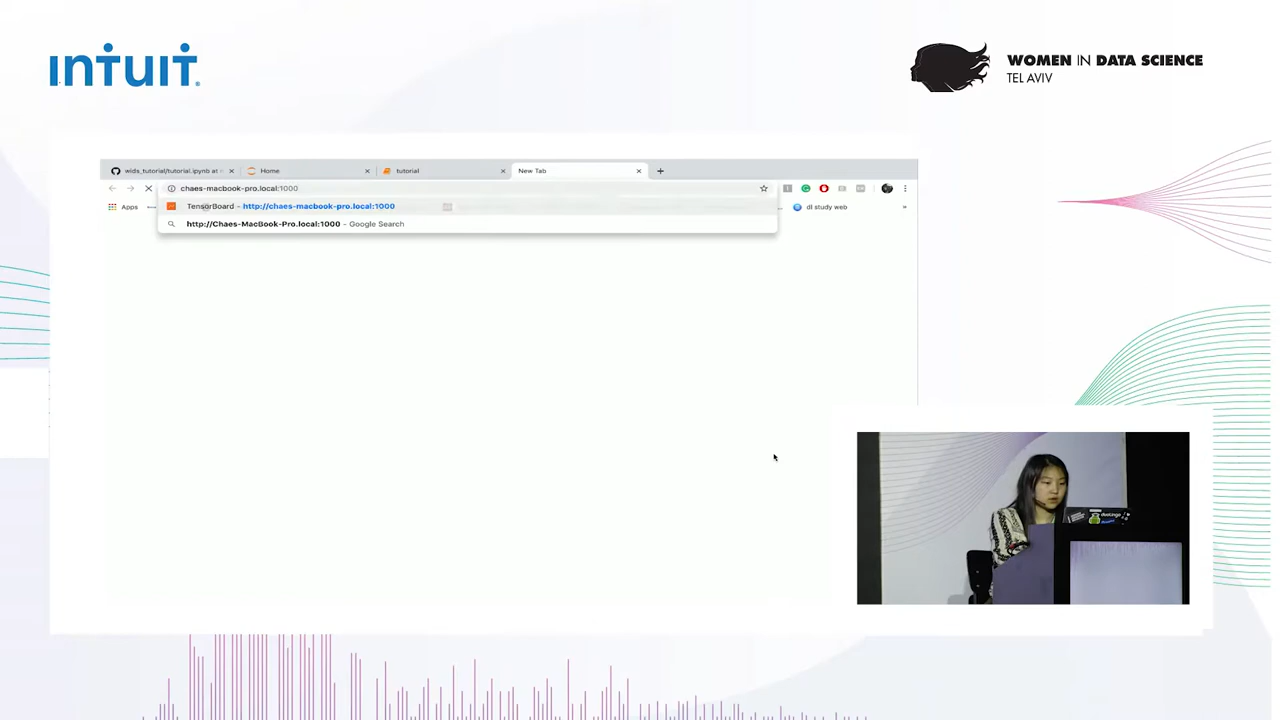 INTUIT
WOMEN IN DATA SCIENCE
TEL AVIV
wids_tutorial/tutorial.ipynb at
Home
tutorial
New Tab
chaes-macbook-pro.local:1000
Apps
TensorBoard - http://chaes-macbook-pro.local:1000
dl study web
»
http://Chaes-MacBook-Pro.local:1000 - Google Search
duolingo